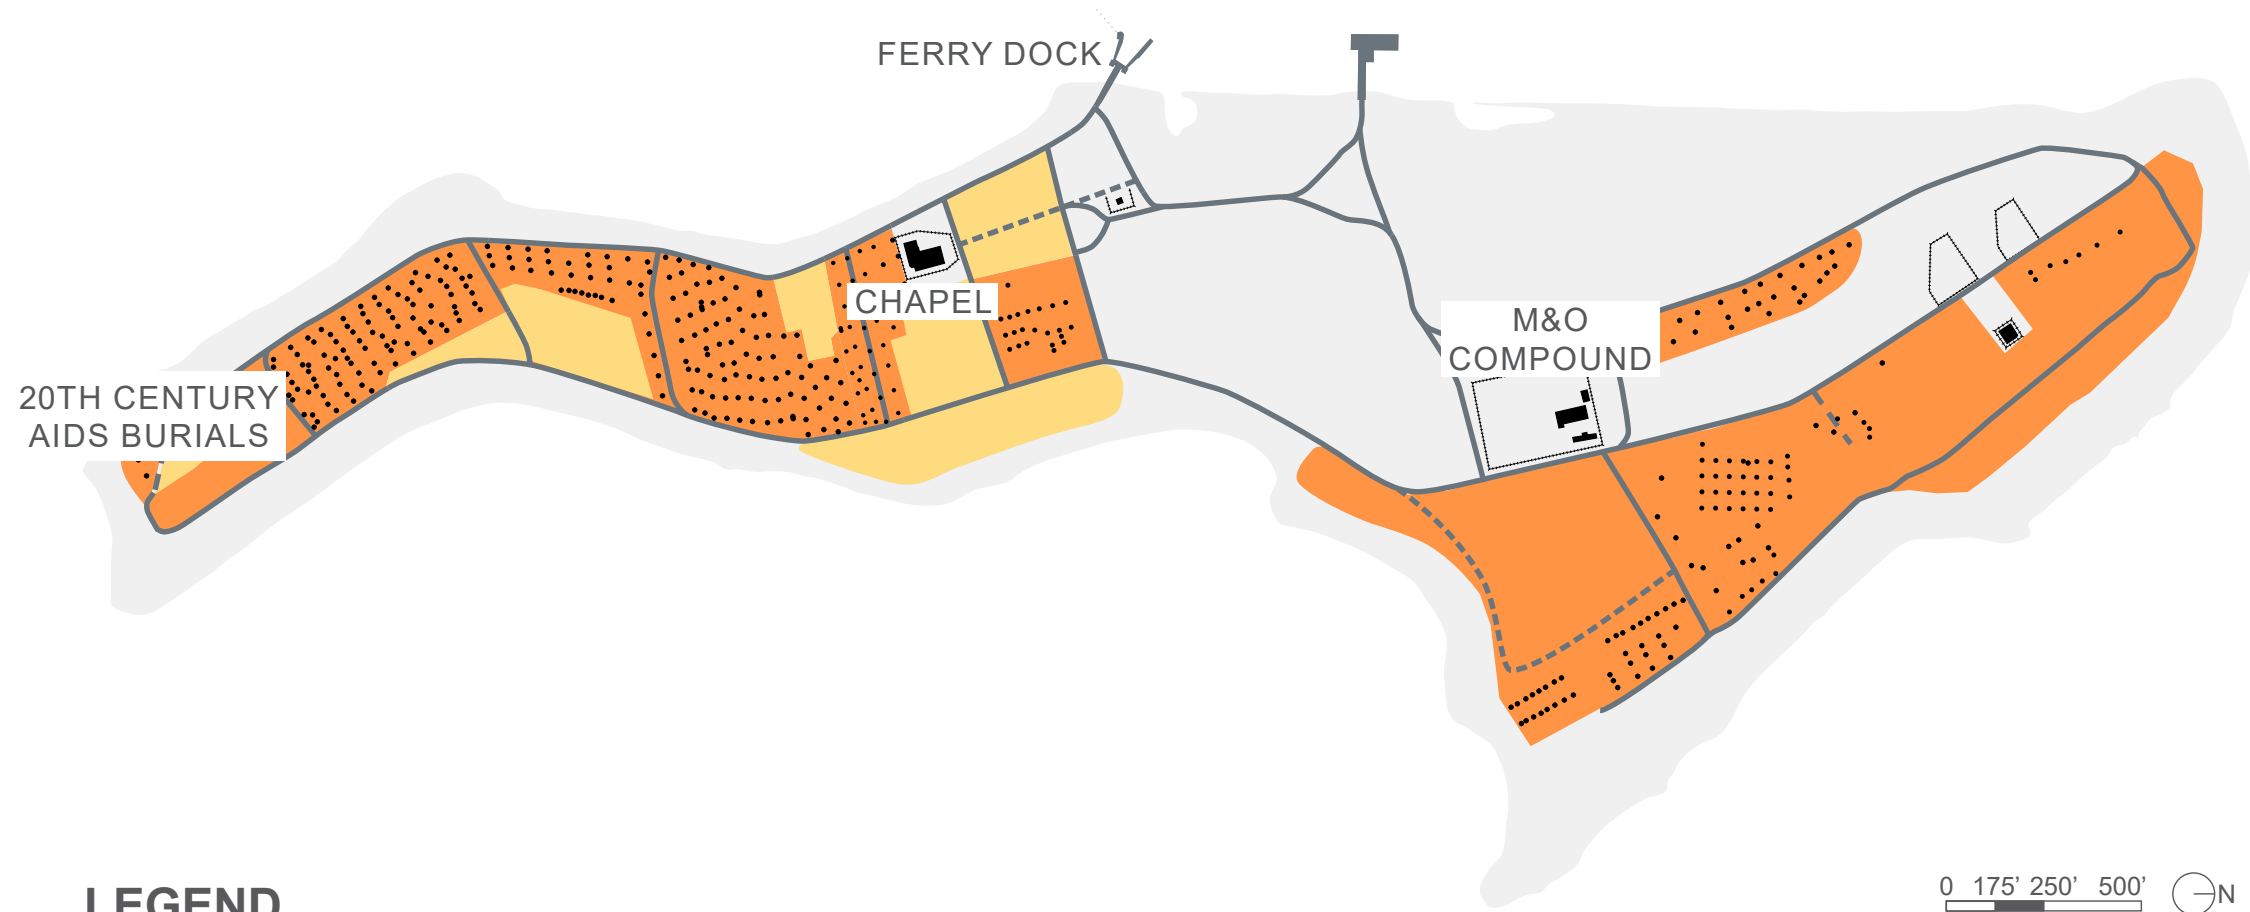 FERRY DOCK
CHAPEL
M&O
COMPOUND
20TH CENTURY
AIDS BURIALS
LEGEND
0 175’ 250’ 500’
N